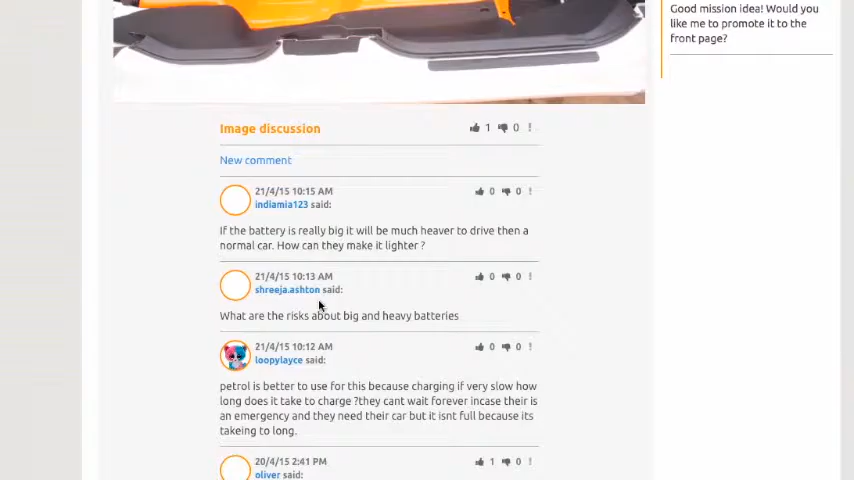 Good mission idea! Would you
like me to promote it to the
front page?
Image discussion 1 0
New comment
21/4/15 10:15 AM 0 0
indiamia123 said:
If the battery is really big it will be much heaver to drive then a
normal car. How can they make it lighter ?
21/4/15 10:13 AM 0 0
shreeja.ashton said:
What are the risks about big and heavy batteries
21/4/15 10:12 AM 0 0
loopylayce said:
petrol is better to use for this because charging if very slow how
long does it take to charge ?they cant wait forever incase their is
an emergency and they need their car but it isnt full because its
takeing to long.
20/4/15 2:41 PM 1 0
oliver said: